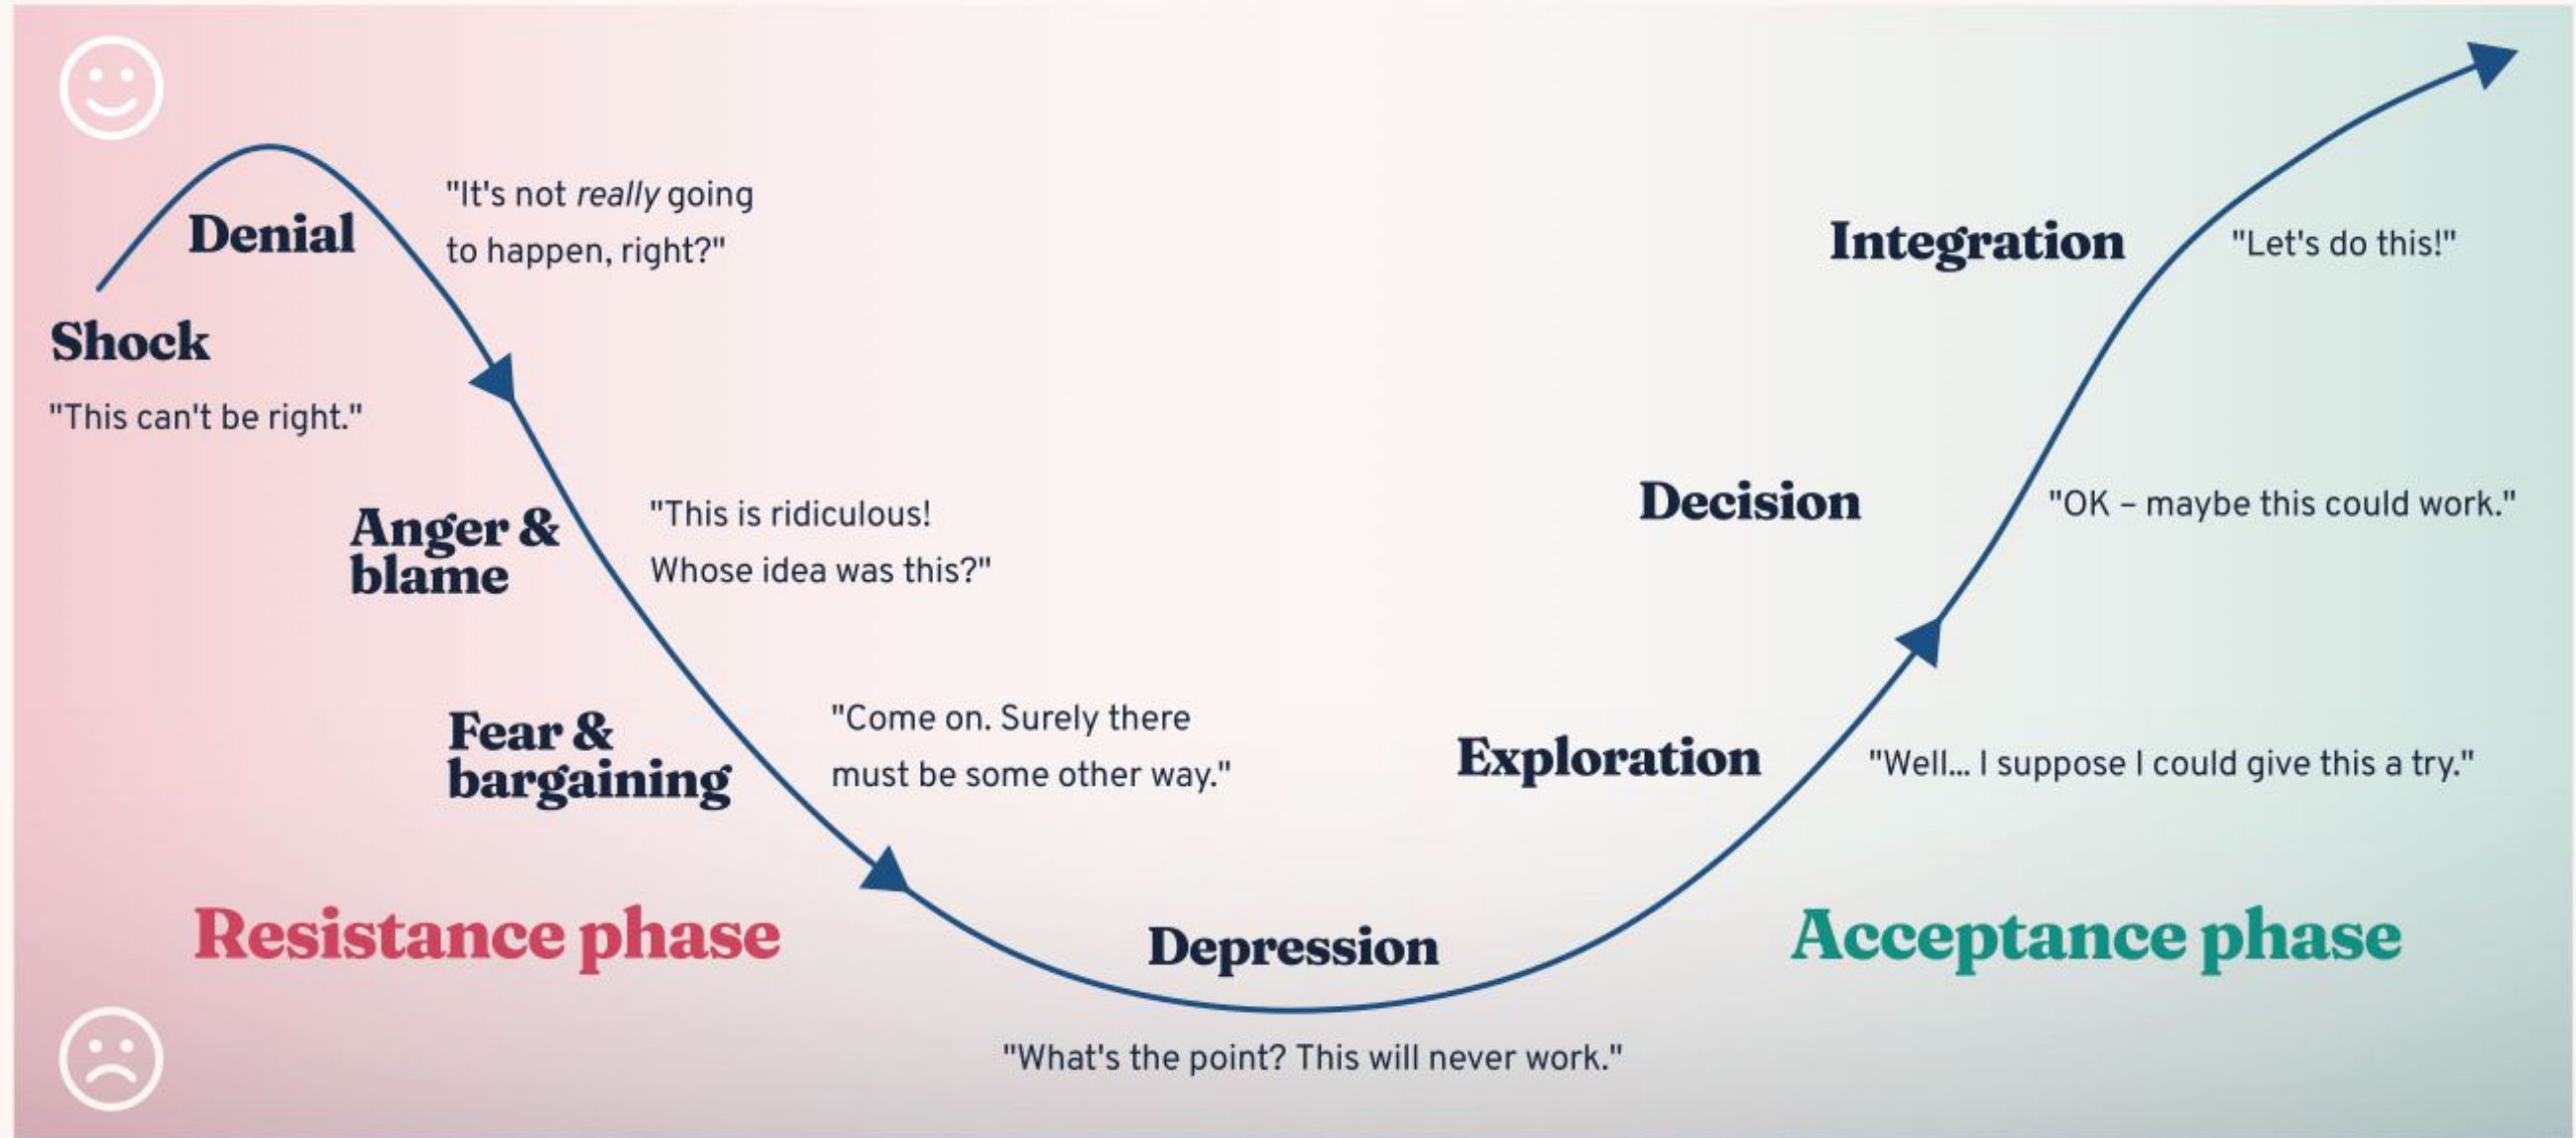 Denial
"It's not really going
to happen, right?"
Shock
"This can't be right."
Anger &
blame
"This is ridiculous!
Whose idea was this?"
Fear &
bargaining
"Come on. Surely there
must be some other way."
Resistance phase
Depression
"What's the point? This will never work."
Exploration
"Well... I suppose I could give this a try."
Decision
"OK – maybe this could work."
Integration
"Let's do this!"
Acceptance phase